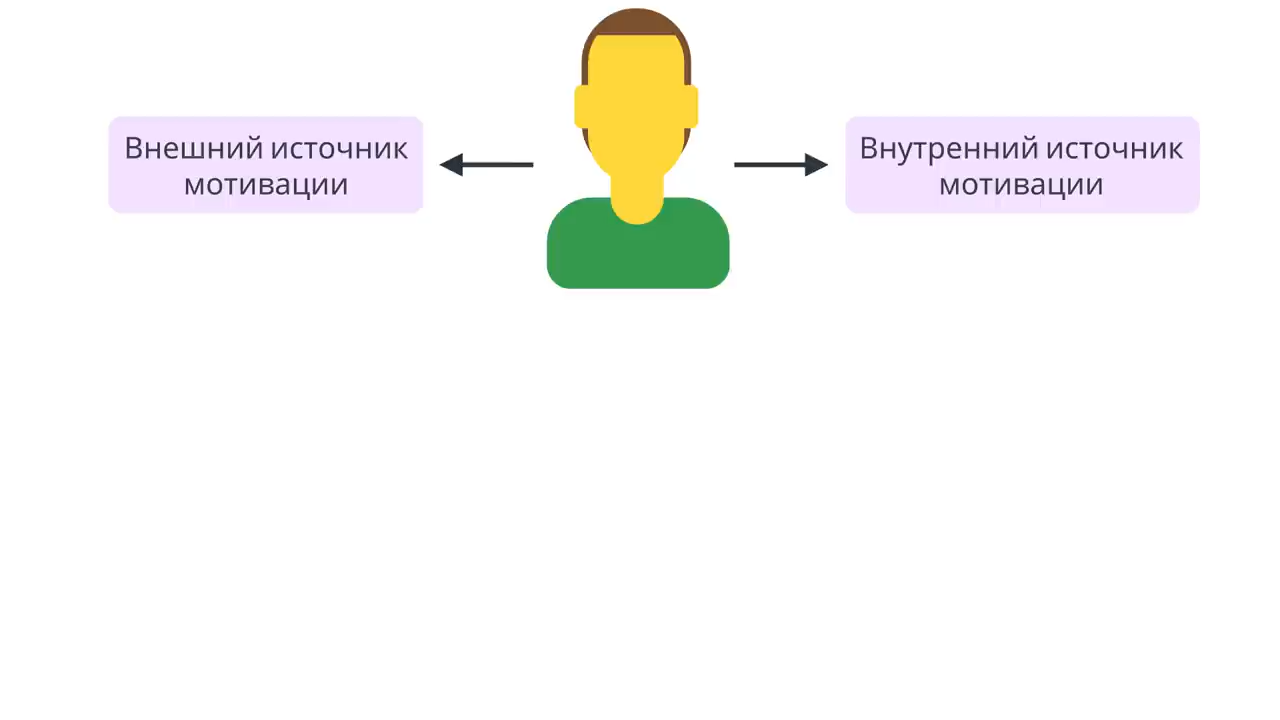 Внешний источник
мотивации
Внутренний источник
мотивации